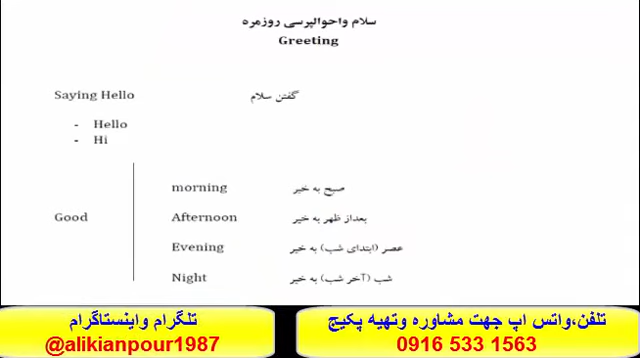 سلام واحوالپرسی روزمره
Greeting
Saying Hello گفتن سلام
- Hello
- Hi
morning صبح به خیر
Good Afternoon بعداز ظهر به خیر
Evening عصر (ابتدای شب) به خیر
Night شب (آخر شب) به خیر
تلگرام واینستاگرام
@alikianpour1987
تلفن،واتس اپ جهت مشاوره وتهیه پکیج
0916 533 1563